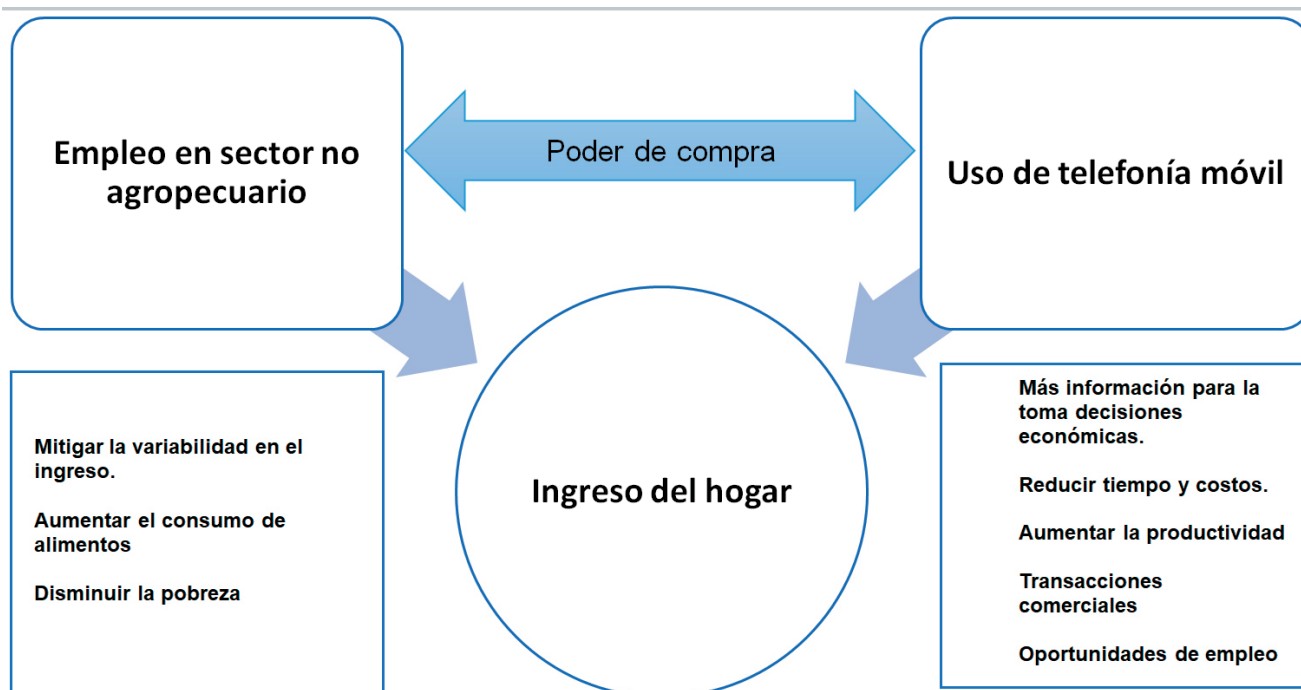 Empleo en sector no
agropecuario
Poder de compra
Uso de telefonía móvil
Mitigar la variabilidad en el
ingreso.
Aumentar el consumo de
alimentos
Disminuir la pobreza
Ingreso del hogar
Más información para la
toma decisiones
económicas.
Reducir tiempo y costos.
Aumentar la productividad
Transacciones
comerciales
Oportunidades de empleo